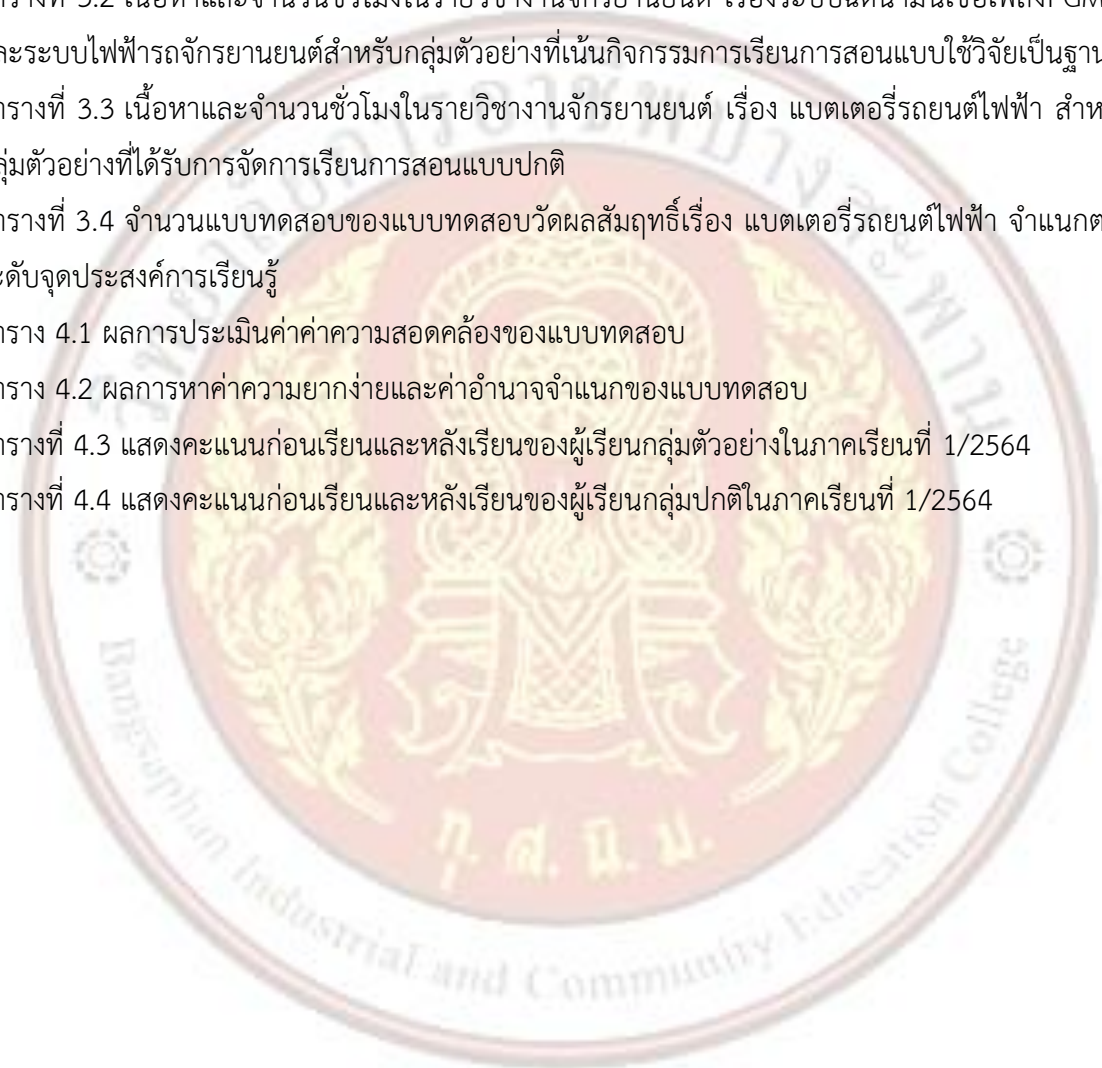 ารางที่ 3.2 เนื้อหาและจำนวนชั่วโมงในรายวิชางานจักรยานยนต์
ละระบบไฟฟ้ารถจักรยานยนต์สำหรับกลุ่มตัวอย่างที่เน้นกิจกรรมการเรียนการสอนแบบใช้วิจัยเป็นฐาน
ารางที่ 3.3 เนื้อหาและจำนวนชั่วโมงในรายวิชางานจักรยานยนต์ เรื่อง แบตเตอรี่รถยนต์ไฟฟ้า สำห
ลุ่มตัวอย่างที่ได้รับการจัดการเรียนการสอนแบบปกติ
ารางที่ 3.4 จำนวนแบบทดสอบของแบบทดสอบวัดผลสัมฤทธิ์เรื่อง แบตเตอรี่รถยนต์ไฟฟ้า จำแนกต
ะดับจุดประสงค์การเรียนรู้
าราง 4.1 ผลการประเมินค่าค่าความสอดคล้องของแบบทดสอบ
าราง 4.2 ผลการหาค่าความยากง่ายและค่าอำนาจจำแนกของแบบทดสอบ
ารางที่ 4.3 แสดงคะแนนก่อนเรียนและหลังเรียนของผู้เรียนกลุ่มตัวอย่างในภาคเรียนที่ 1/2564
ารางที่ 4.4 แสดงคะแนนก่อนเรียนและหลังเรียนของผู้เรียนกลุ่มปกติในภาคเรียนที่ 1/2564
วิทยาลัยการอาชีพบางสะพาน
ทุ. ส. นิ. ม.
Bangsaphan Industrial and Community Education College